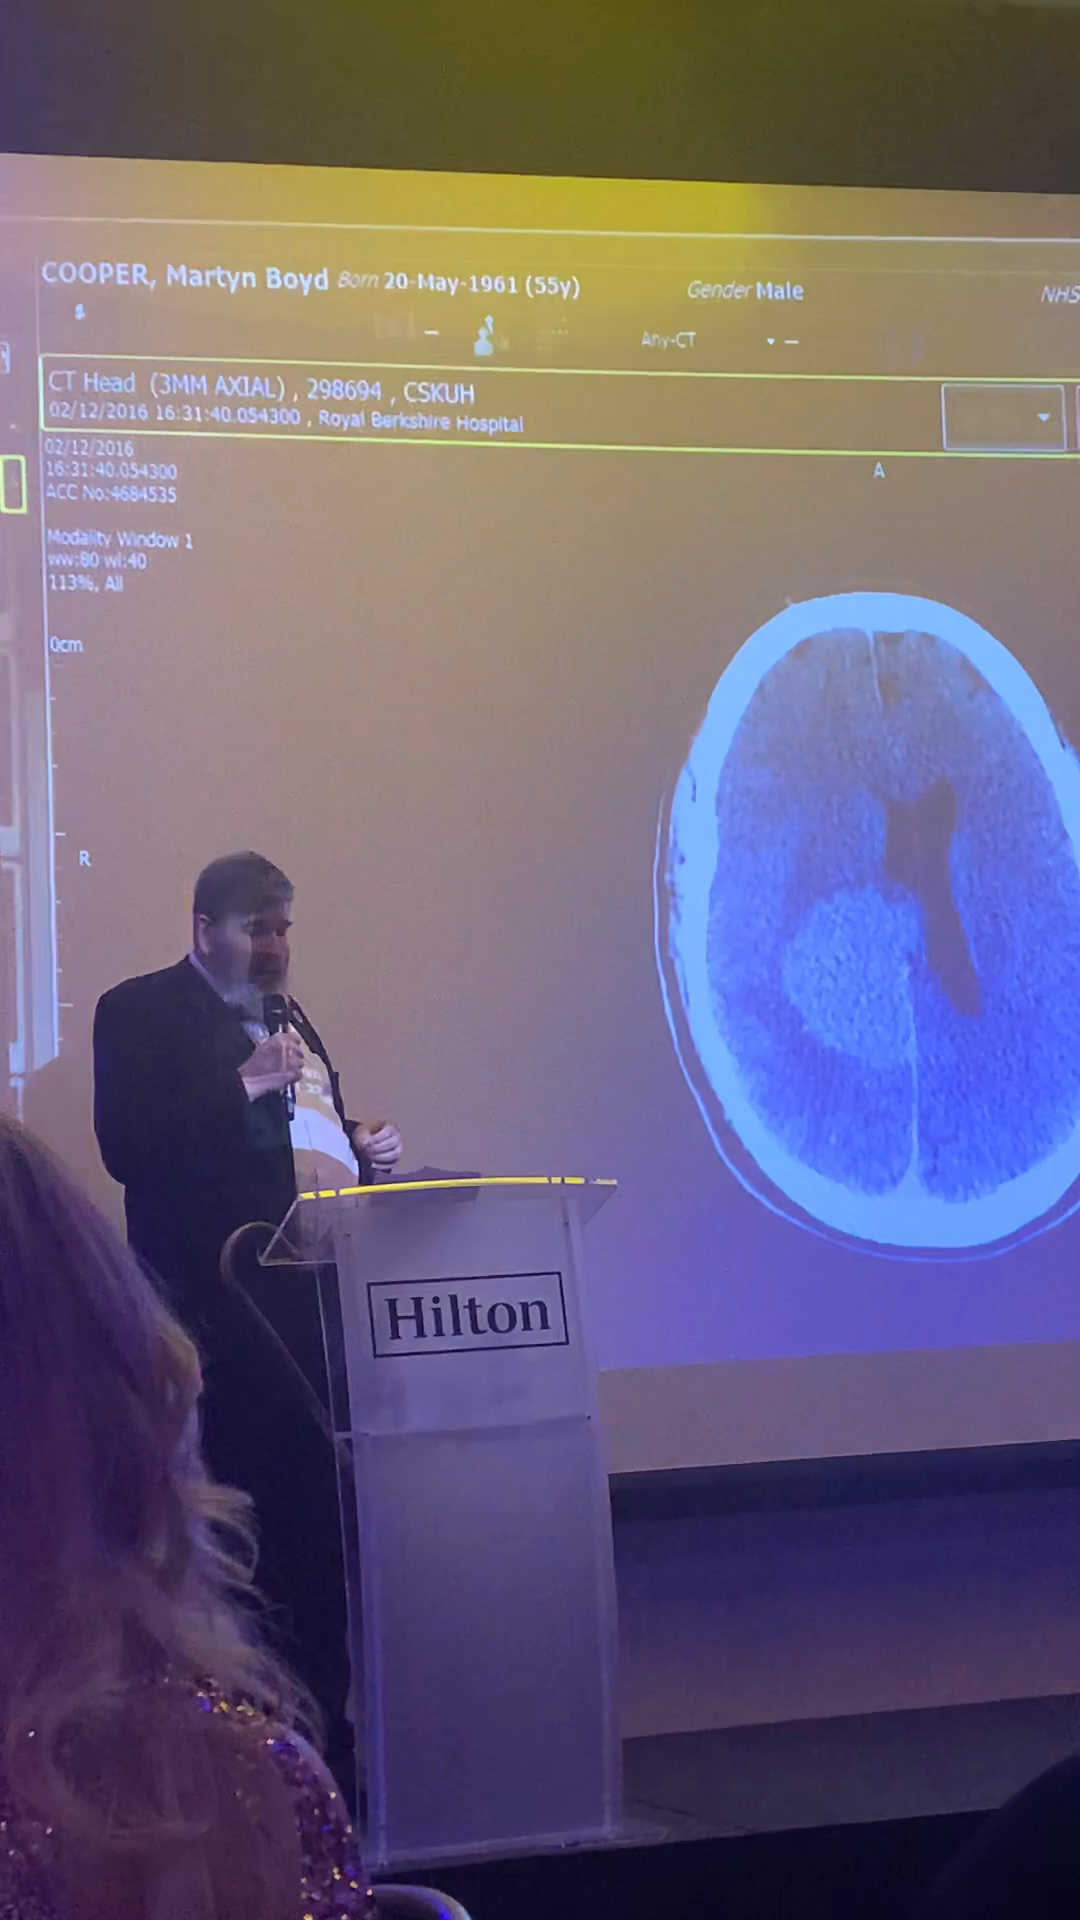 COOPER, Martyn Boyd Born 20-May-1961 (55y) Gender Male NHS
Any-CT
CT Head (3MM AXIAL) , 298694 , CSKUH
02/12/2016 16:31:40.054300 , Royal Berkshire Hospital
02/12/2016
16:31:40.054300
ACC No:4684535
A
Modality Window 1
ww:80 wl:40
113%, All
0cm
R
Hilton